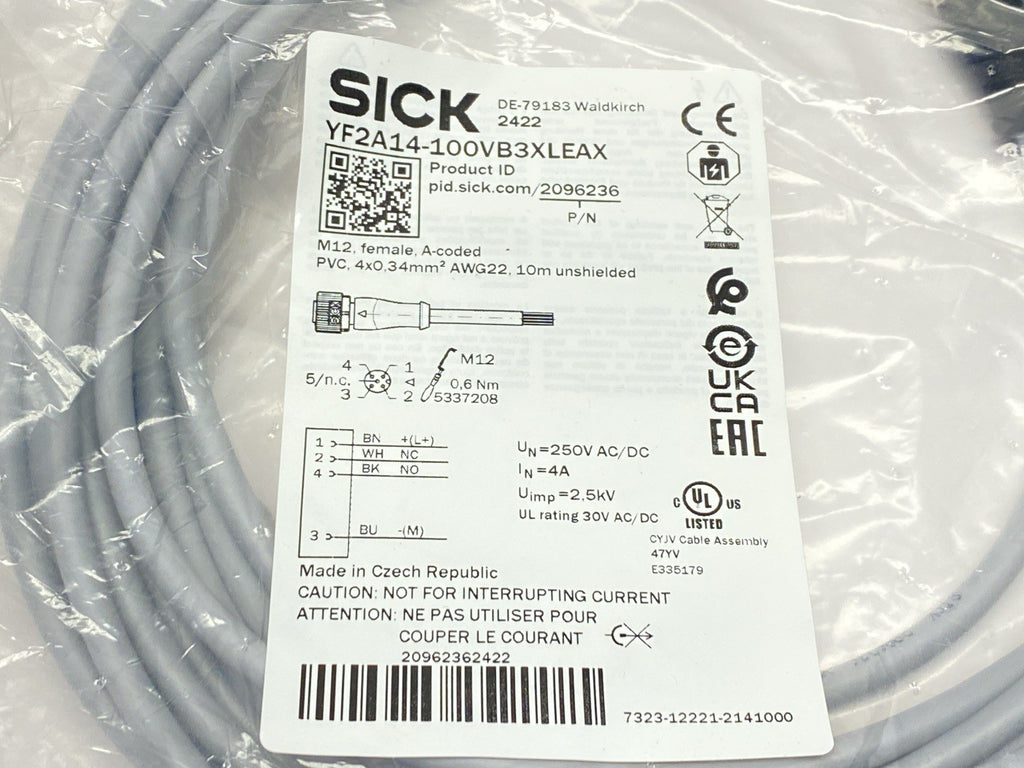 SICK
DE-79183 Waldkirch
2422
YF2A14-100VB3XLEAX
Product ID
pid.sick.com/2096236
P/N
M12, female, A-coded
PVC, 4x0,34mm² AWG22, 10m unshielded
4 1
5/n.c.
3 2
M12
0,6 Nm
5337208
1 BN +(L+)
2 WH NC
4 BK NO
3 BU -(M)
UN=250V AC/DC
IN=4A
Uimp=2,5kV
UL rating 30V AC/DC
CE
UK
CA
EAC
C UL US
LISTED
CYJV Cable Assembly
47YV
E335179
Made in Czech Republic
CAUTION: NOT FOR INTERRUPTING CURRENT
ATTENTION: NE PAS UTILISER POUR
COUPER LE COURANT
20962362422
7323-12221-2141000